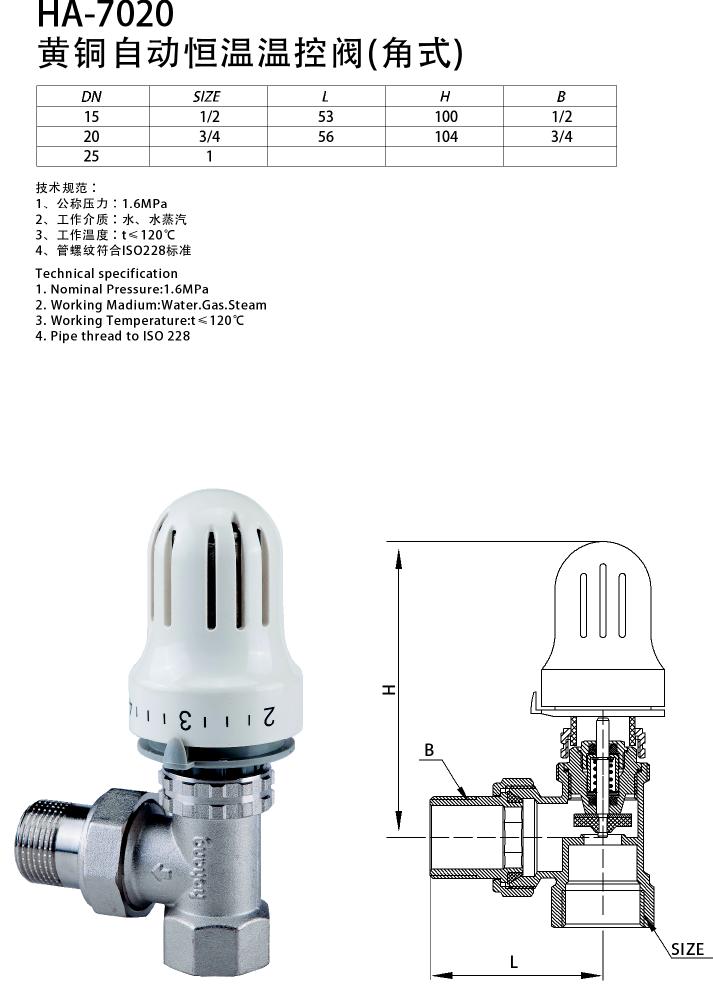 HA-7020
黄铜自动恒温温控阀(角式)
DN SIZE L H B
15 1/2 53 100 1/2
20 3/4 56 104 3/4
25 1
技术规范：
1、公称压力：1.6MPa
2、工作介质：水、水蒸汽
3、工作温度：t≤120℃
4、管螺纹符合ISO228标准
Technical specification
1. Nominal Pressure:1.6MPa
2. Working Madium:Water.Gas.Steam
3. Working Temperature:t≤120℃
4. Pipe thread to ISO 228
4 3 2
H
B
L
SIZE